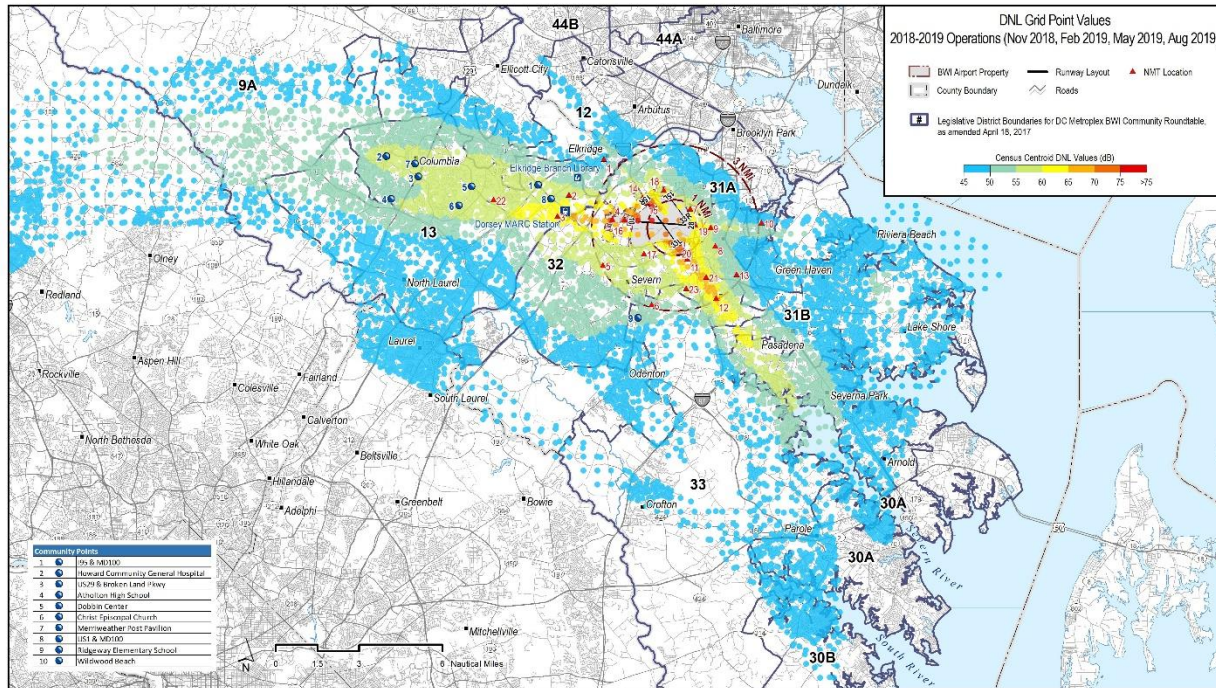 DNL Grid Point Values
2018-2019 Operations (Nov 2018, Feb 2019, May 2019, Aug 2019
BWI Airport Property
Runway Layout
NMT Location
County Boundary
Roads
# Legislative District Boundaries for DC Metroplex BWI Community Roundtable,
as amended April 18, 2017
Census Centroid DNL Values (dB)
45 50 55 60 65 70 75 >75
44B
44A
Baltimore
Ellicott City
Catonsville
9A
Dundalk
12
Arbutus
Brooklyn Park
Elkridge
3 NMI
Columbia
Elkridge Branch Library
31A
1 NMI
Dorsey MARC Station
13
Riviera Beach
Olney
32
Green Haven
Redland
North Laurel
Severn
31B
Lake Shore
Pasadena
Aspen Hill
Laurel
Rockville
Fairland
Odenton
Colesville
South Laurel
Severna Park
Calverton
North Bethesda
White Oak
Beltsville
Arnold
Hillandale
33
Greenbelt
Bowie
30A
Adelphi
Crofton
Parole
30A
Severn River
Community Points
1 I95 & MD100
2 Howard Community General Hospital
3 US29 & Broken Land Pkwy
4 Atholton High School
5 Dobbin Center
6 Christ Episcopal Church
7 Merriweather Post Pavilion
8 US1 & MD100
9 Ridgeway Elementary School
10 Wildwood Beach
Mitchellville
N
0 1.5 3 6
Nautical Miles
30B
South River